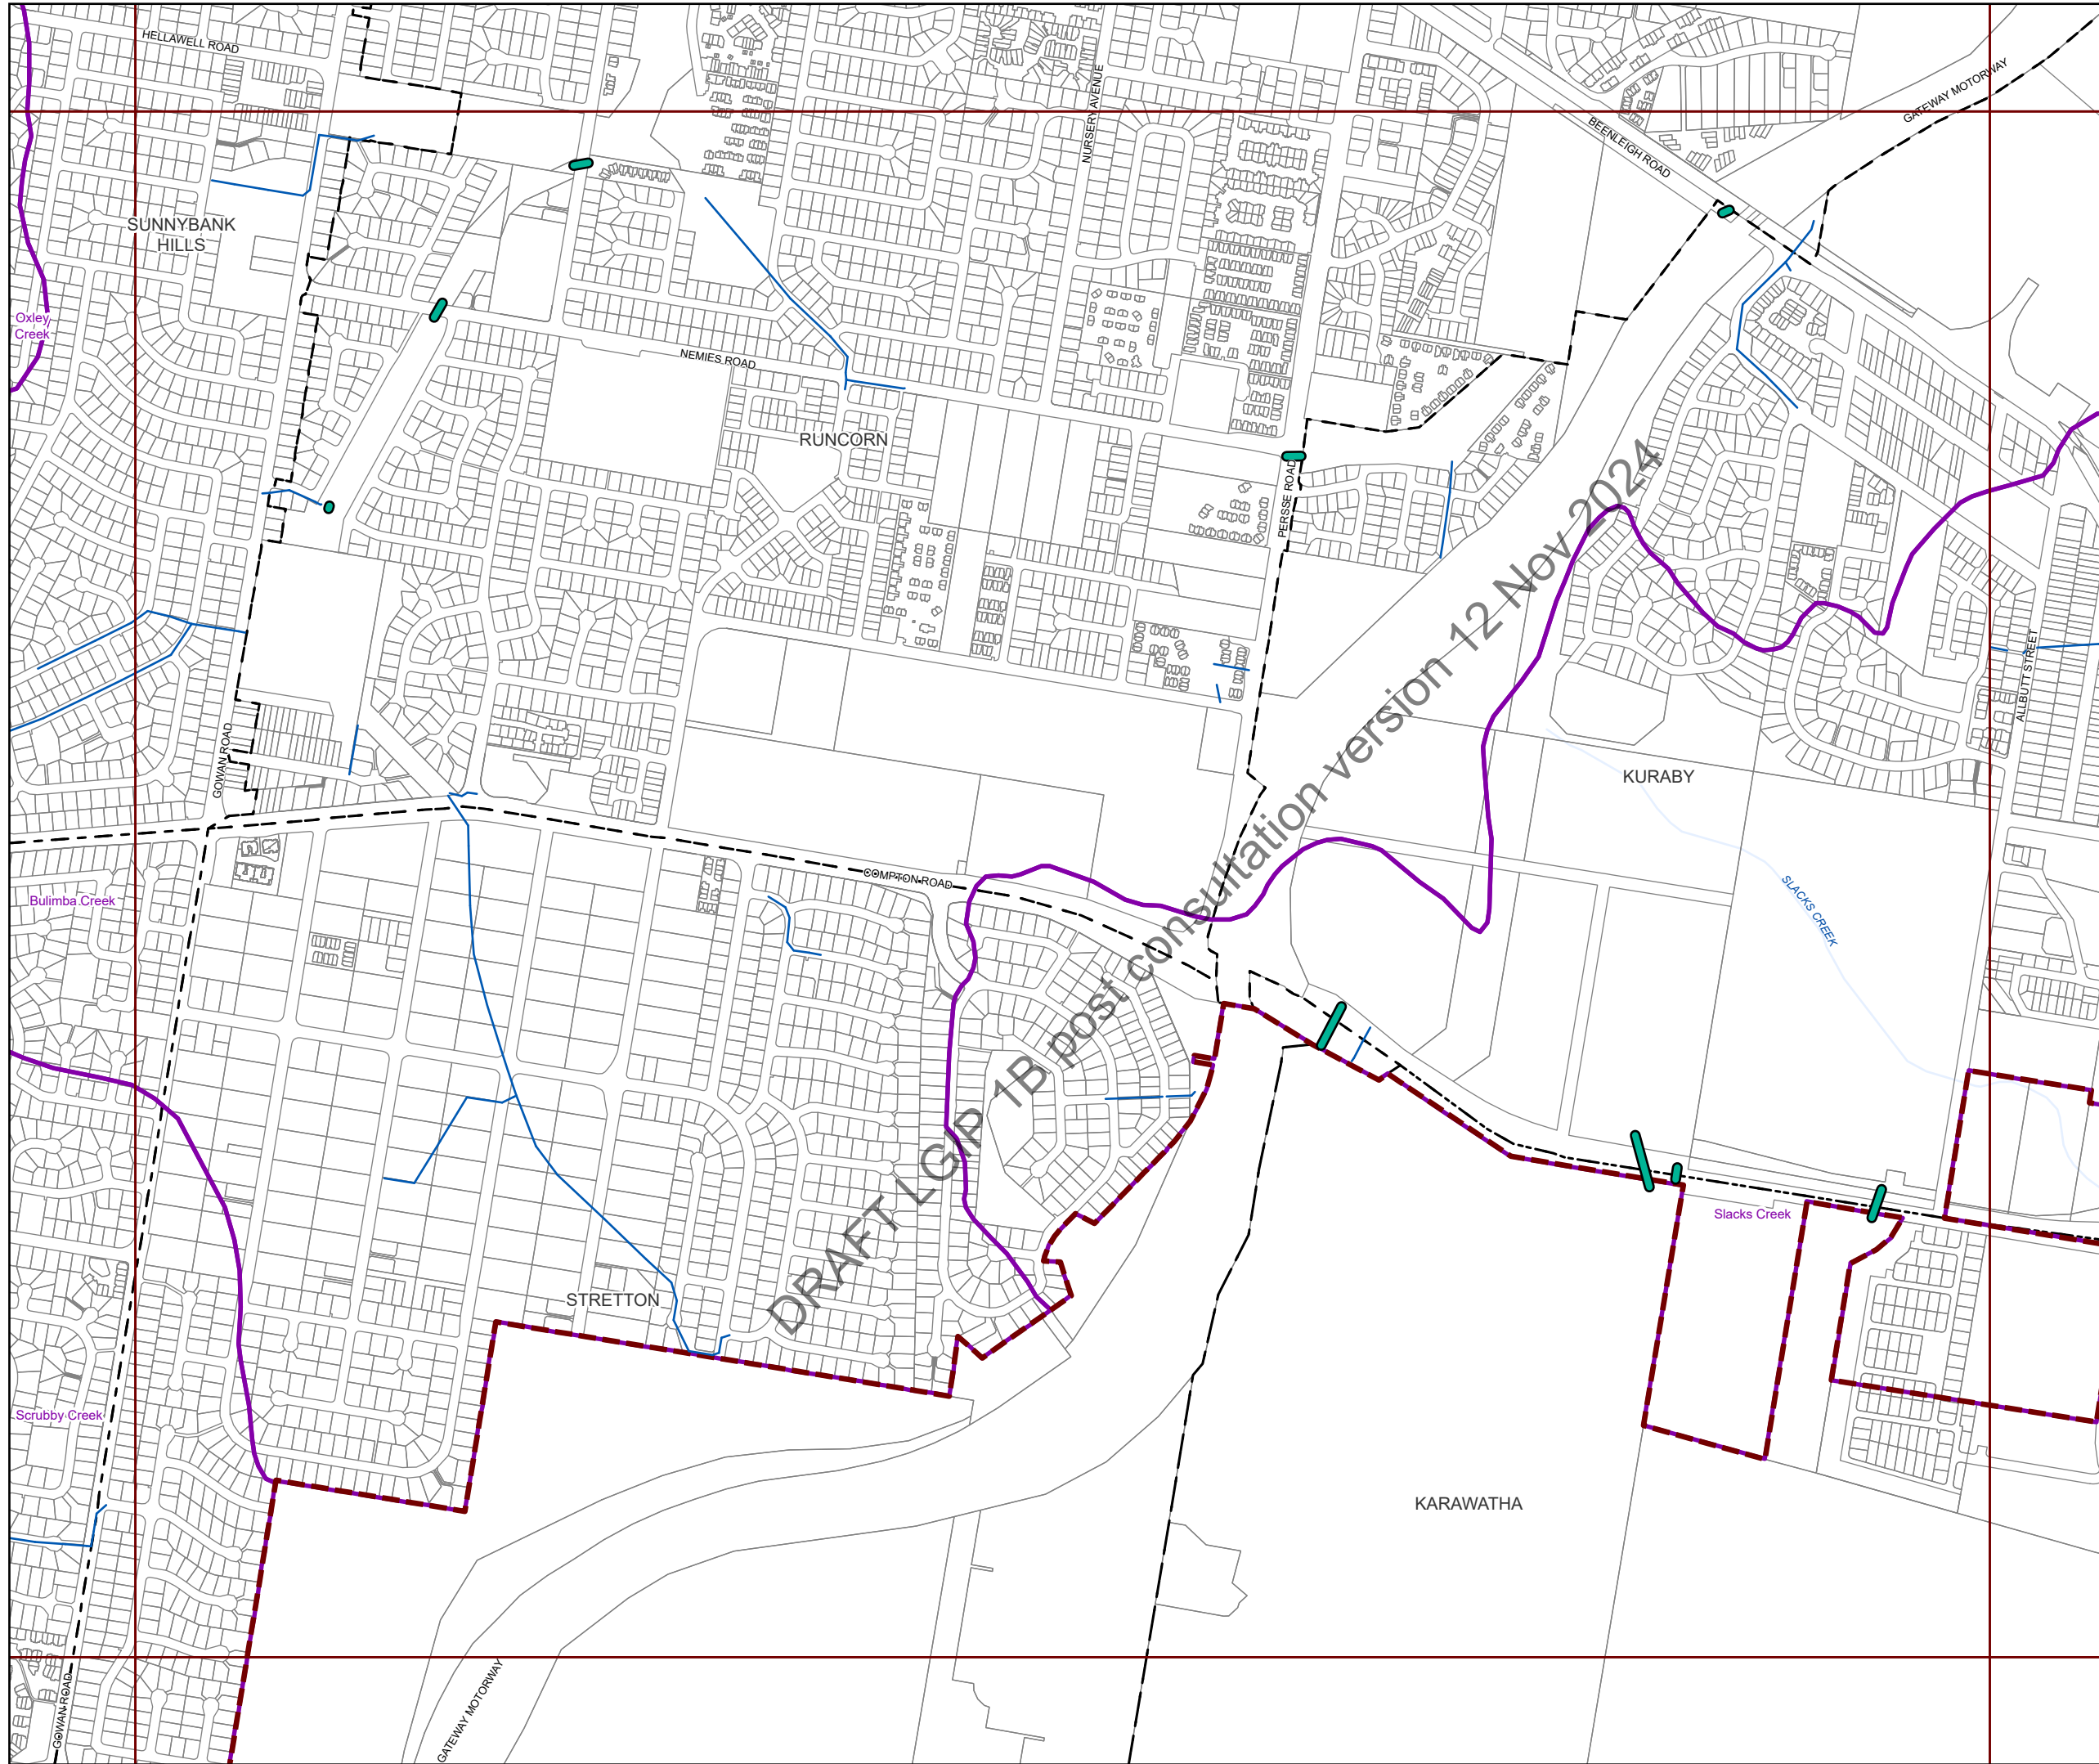 HELLAWELL ROAD
NURSERY AVENUE
GATEWAY MOTORWAY
BEENLEIGH ROAD
SUNNYBANK
HILLS
Oxley
Creek
NEMIES ROAD
RUNCORN
PERSSE ROAD
ALLBUTT STREET
GOWAN ROAD
KURABY
COMPTON ROAD
Bulimba Creek
SLACKS CREEK
DRAFT LGIP 1B post consultation version 12 Nov 2024
Slacks Creek
STRETTON
Scrubby Creek
KARAWATHA
GOWAN ROAD
GATEWAY MOTORWAY